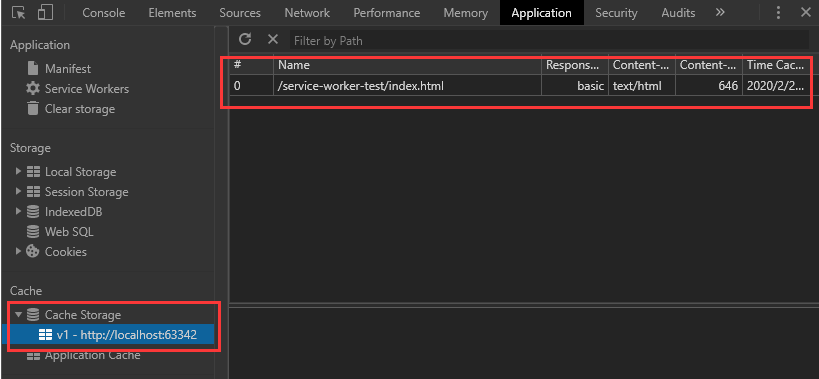 Console Elements Sources Network Performance Memory Application Security Audits »
Application
Manifest
Service Workers
Clear storage
Storage
Local Storage
Session Storage
IndexedDB
Web SQL
Cookies
Cache
Cache Storage
v1 - http://localhost:63342
Application Cache
Filter by Path
# Name Respons... Content-... Content-... Time Cac...
0 /service-worker-test/index.html basic text/html 646 2020/2/2...